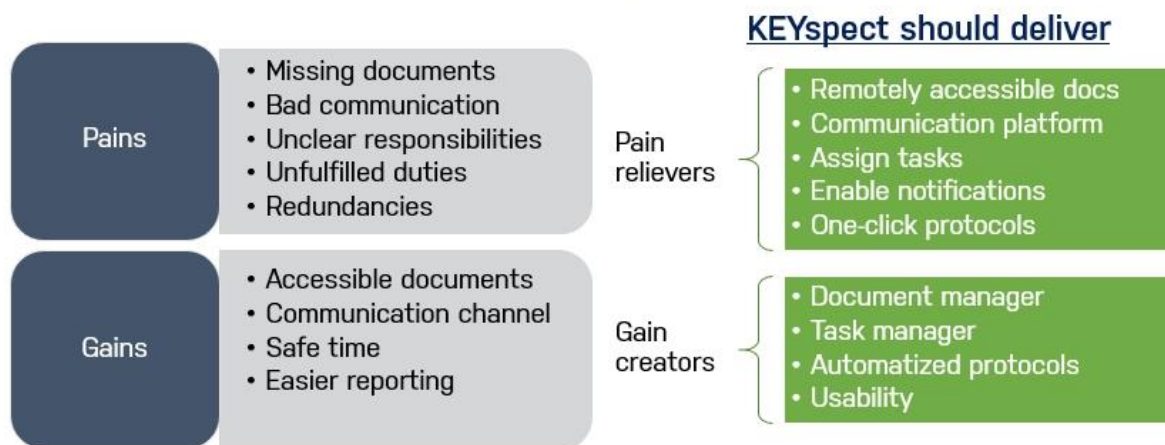 KEYspect should deliver
Pains
• Missing documents
• Bad communication
• Unclear responsibilities
• Unfulfilled duties
• Redundancies
Pain
relievers
• Remotely accessible docs
• Communication platform
• Assign tasks
• Enable notifications
• One-click protocols
Gains
• Accessible documents
• Communication channel
• Safe time
• Easier reporting
Gain
creators
• Document manager
• Task manager
• Automatized protocols
• Usability